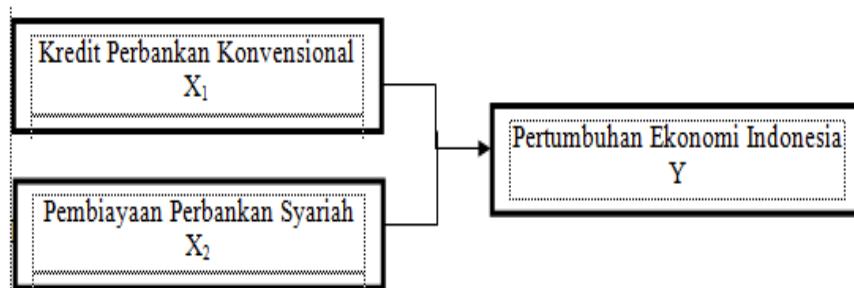 Kredit Perbankan Konvensional
X₁
Pembiayaan Perbankan Syariah
X₂
Pertumbuhan Ekonomi Indonesia
Y